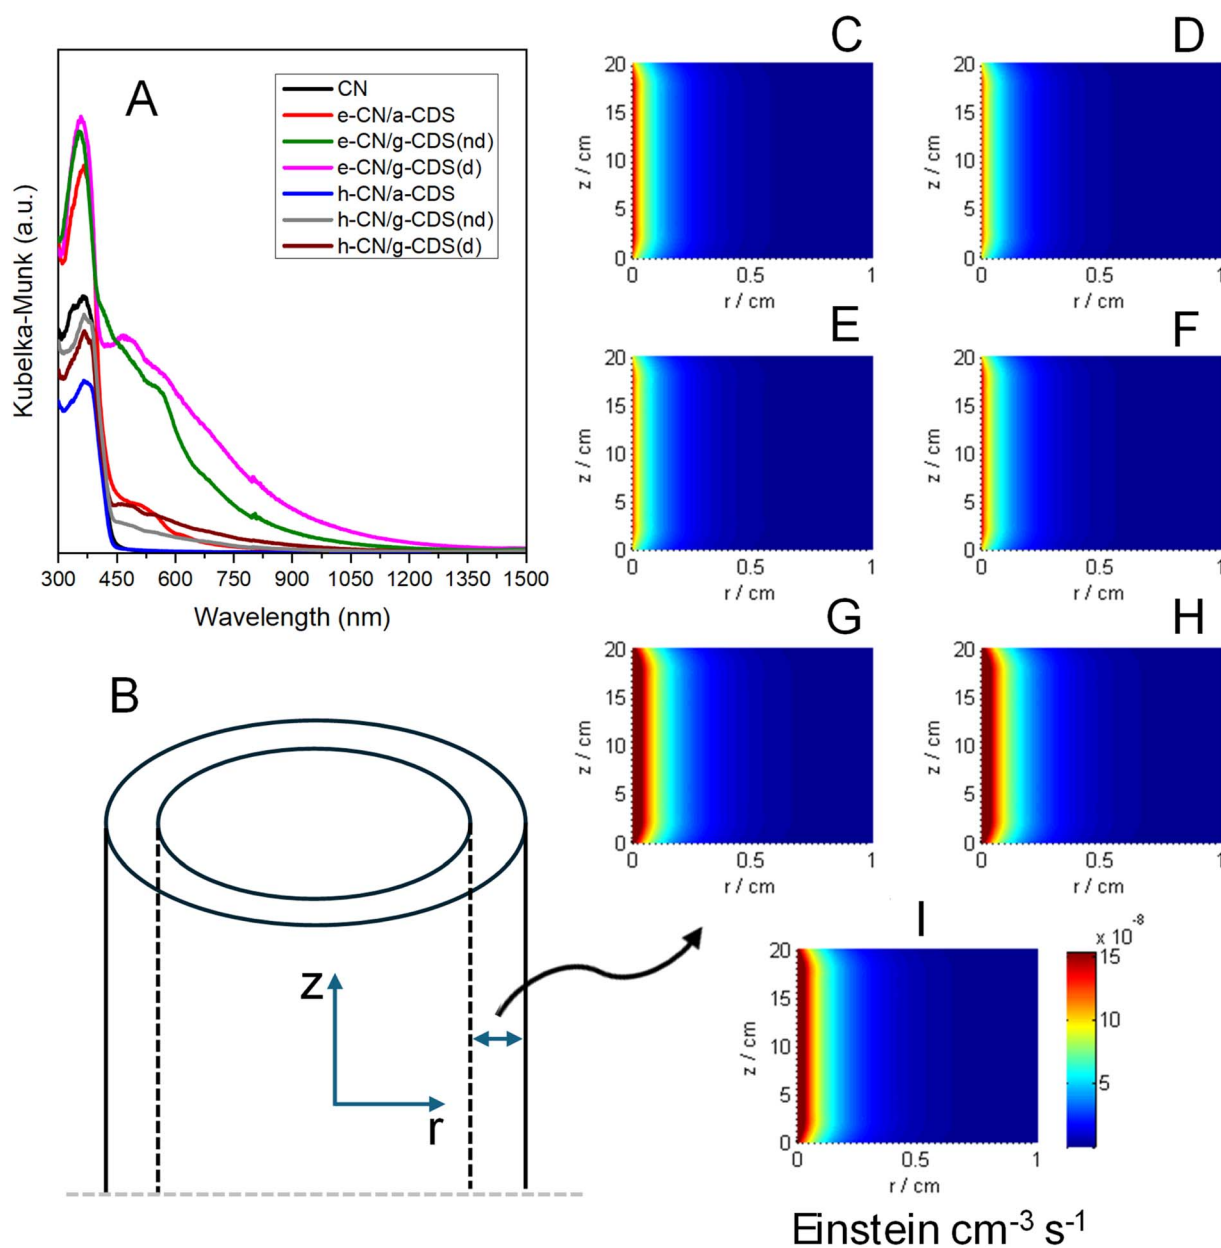 A
CN
e-CN/a-CDS
e-CN/g-CDS(nd)
e-CN/g-CDS(d)
h-CN/a-CDS
h-CN/g-CDS(nd)
h-CN/g-CDS(d)
Kubelka-Munk (a.u.)
300 450 600 750 900 1050 1200 1350 1500
Wavelength (nm)
B
z
r
C
20
15
10
5
0
z / cm
0 0.5 1
r / cm
D
20
15
10
5
0
z / cm
0 0.5 1
r / cm
E
20
15
10
5
0
z / cm
0 0.5 1
r / cm
F
20
15
10
5
0
z / cm
0 0.5 1
r / cm
G
20
15
10
5
0
z / cm
0 0.5 1
r / cm
H
20
15
10
5
0
z / cm
0 0.5 1
r / cm
I
20
15
10
5
0
z / cm
0 0.5 1
r / cm
x 10⁻⁸
15
10
5
Einstein cm⁻³ s⁻¹